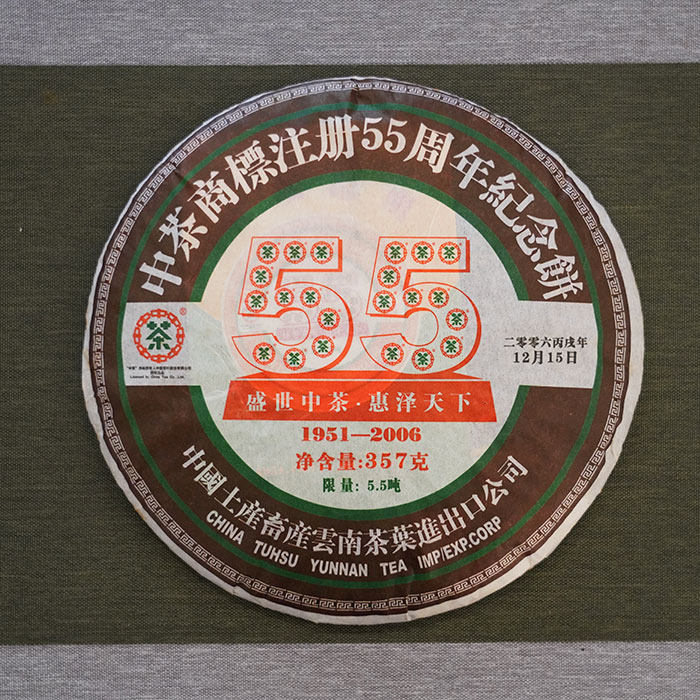 中茶商標注册55周年紀念餅
55
茶
二零零六丙戌年
12月15日
盛世中茶·惠泽天下
1951—2006
净含量:357克
限量: 5.5吨
中國土産畜産雲南茶葉進出口公司
CHINA TUHSU YUNNAN TEA IMP/EXP.CORP